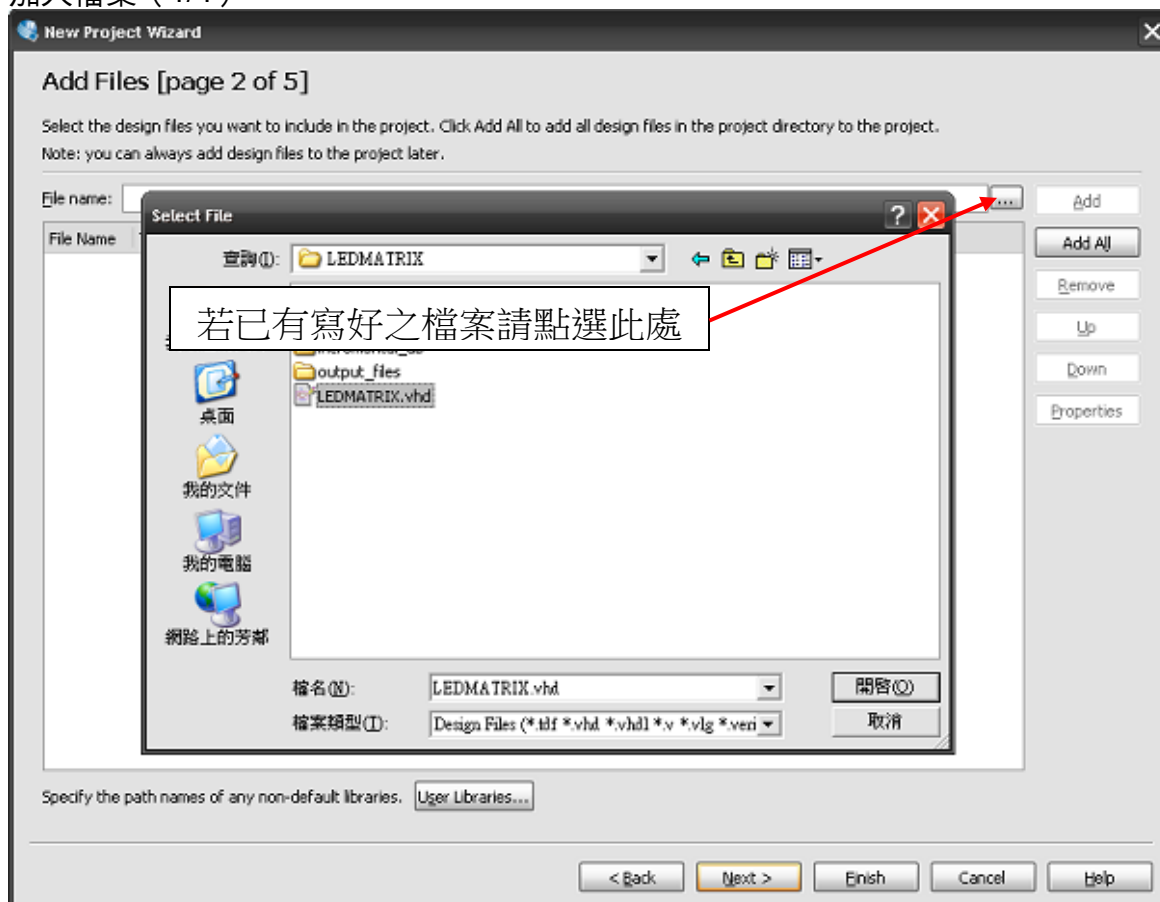 New Project Wizard
Add Files [page 2 of 5]
Select the design files you want to include in the project. Click Add All to add all design files in the project directory to the project.
Note: you can always add design files to the project later.
File name:
...
Add
File Name
Add All
Remove
Up
Down
Properties
Select File
查詢(I):
LEDMATRIX
若已有寫好之檔案請點選此處
output_files
LEDMATRIX.vhd
桌面
我的文件
我的電腦
網路上的芳鄰
檔名(N):
LEDMATRIX.vhd
開啓(O)
檔案類型(T):
Design Files (*.tdf *.vhd *.vhdl *.v *.vlg *.veri
取消
Specify the path names of any non-default libraries.
User Libraries...
< Back
Next >
Finish
Cancel
Help